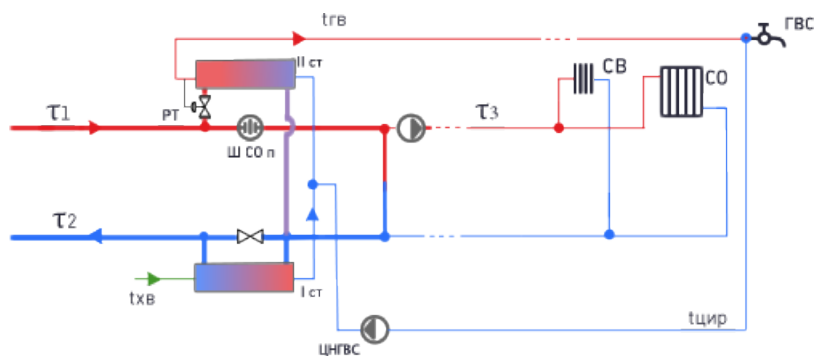 tгв
ГВС
II ст
СВ
СО
τ1
РТ
Ш СО п
τ3
τ2
I ст
tхв
tцир
ЦНГВС